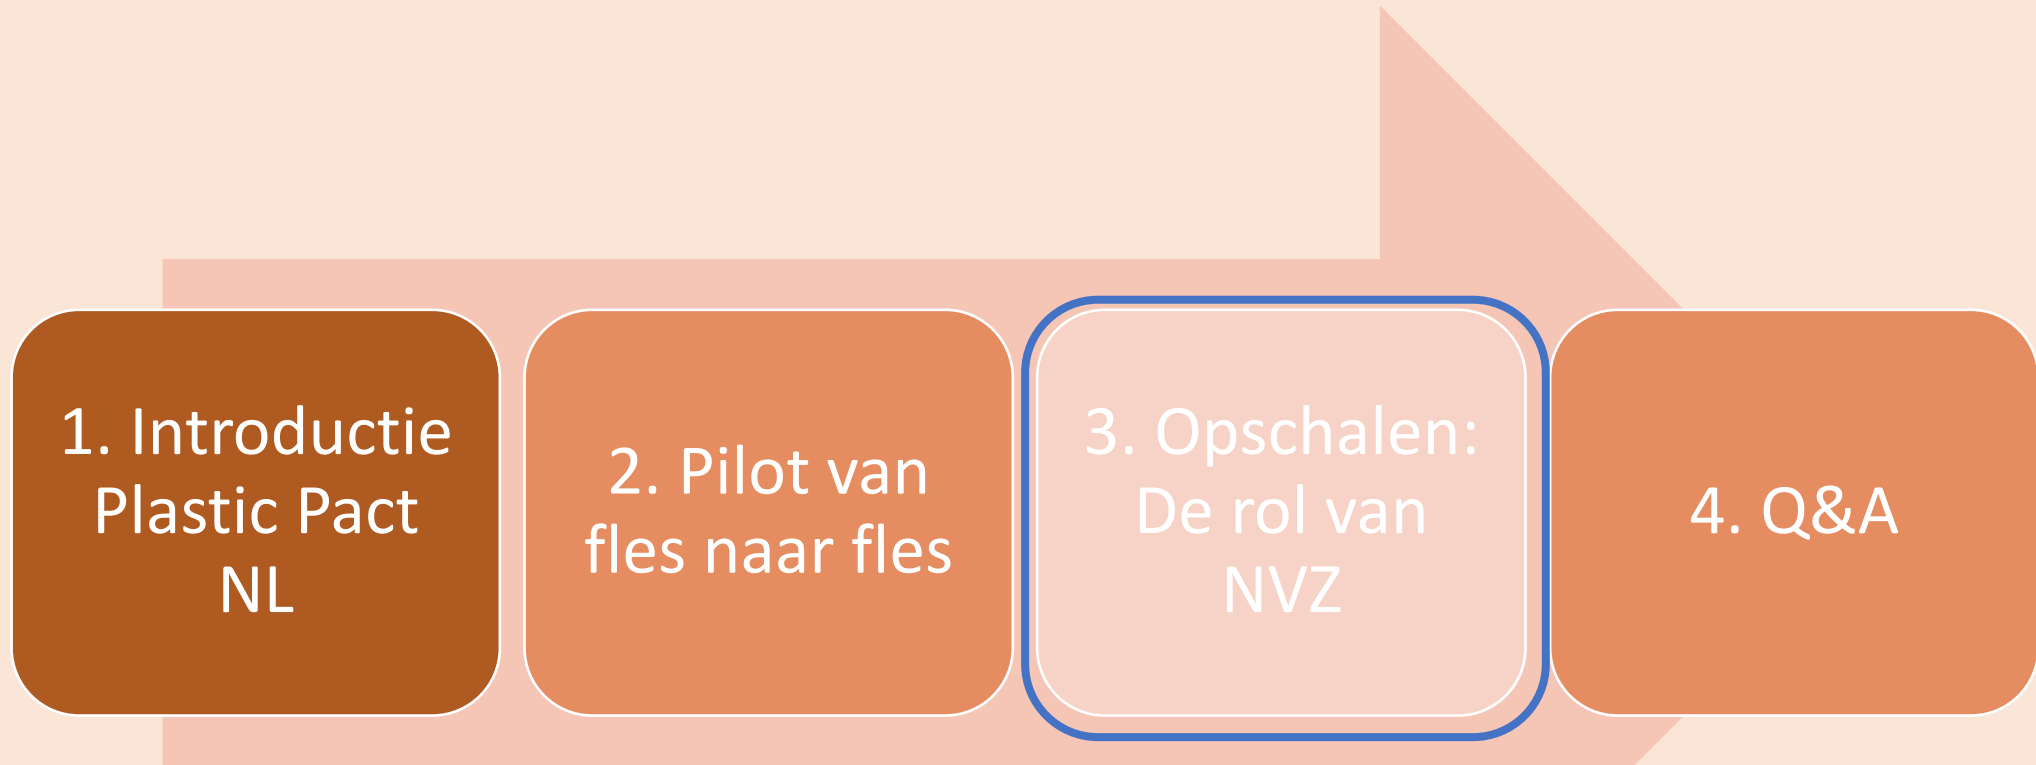 1. Introductie
Plastic Pact
NL
2. Pilot van
fles naar fles
3. Opschalen:
De rol van
NVZ
4. Q&A